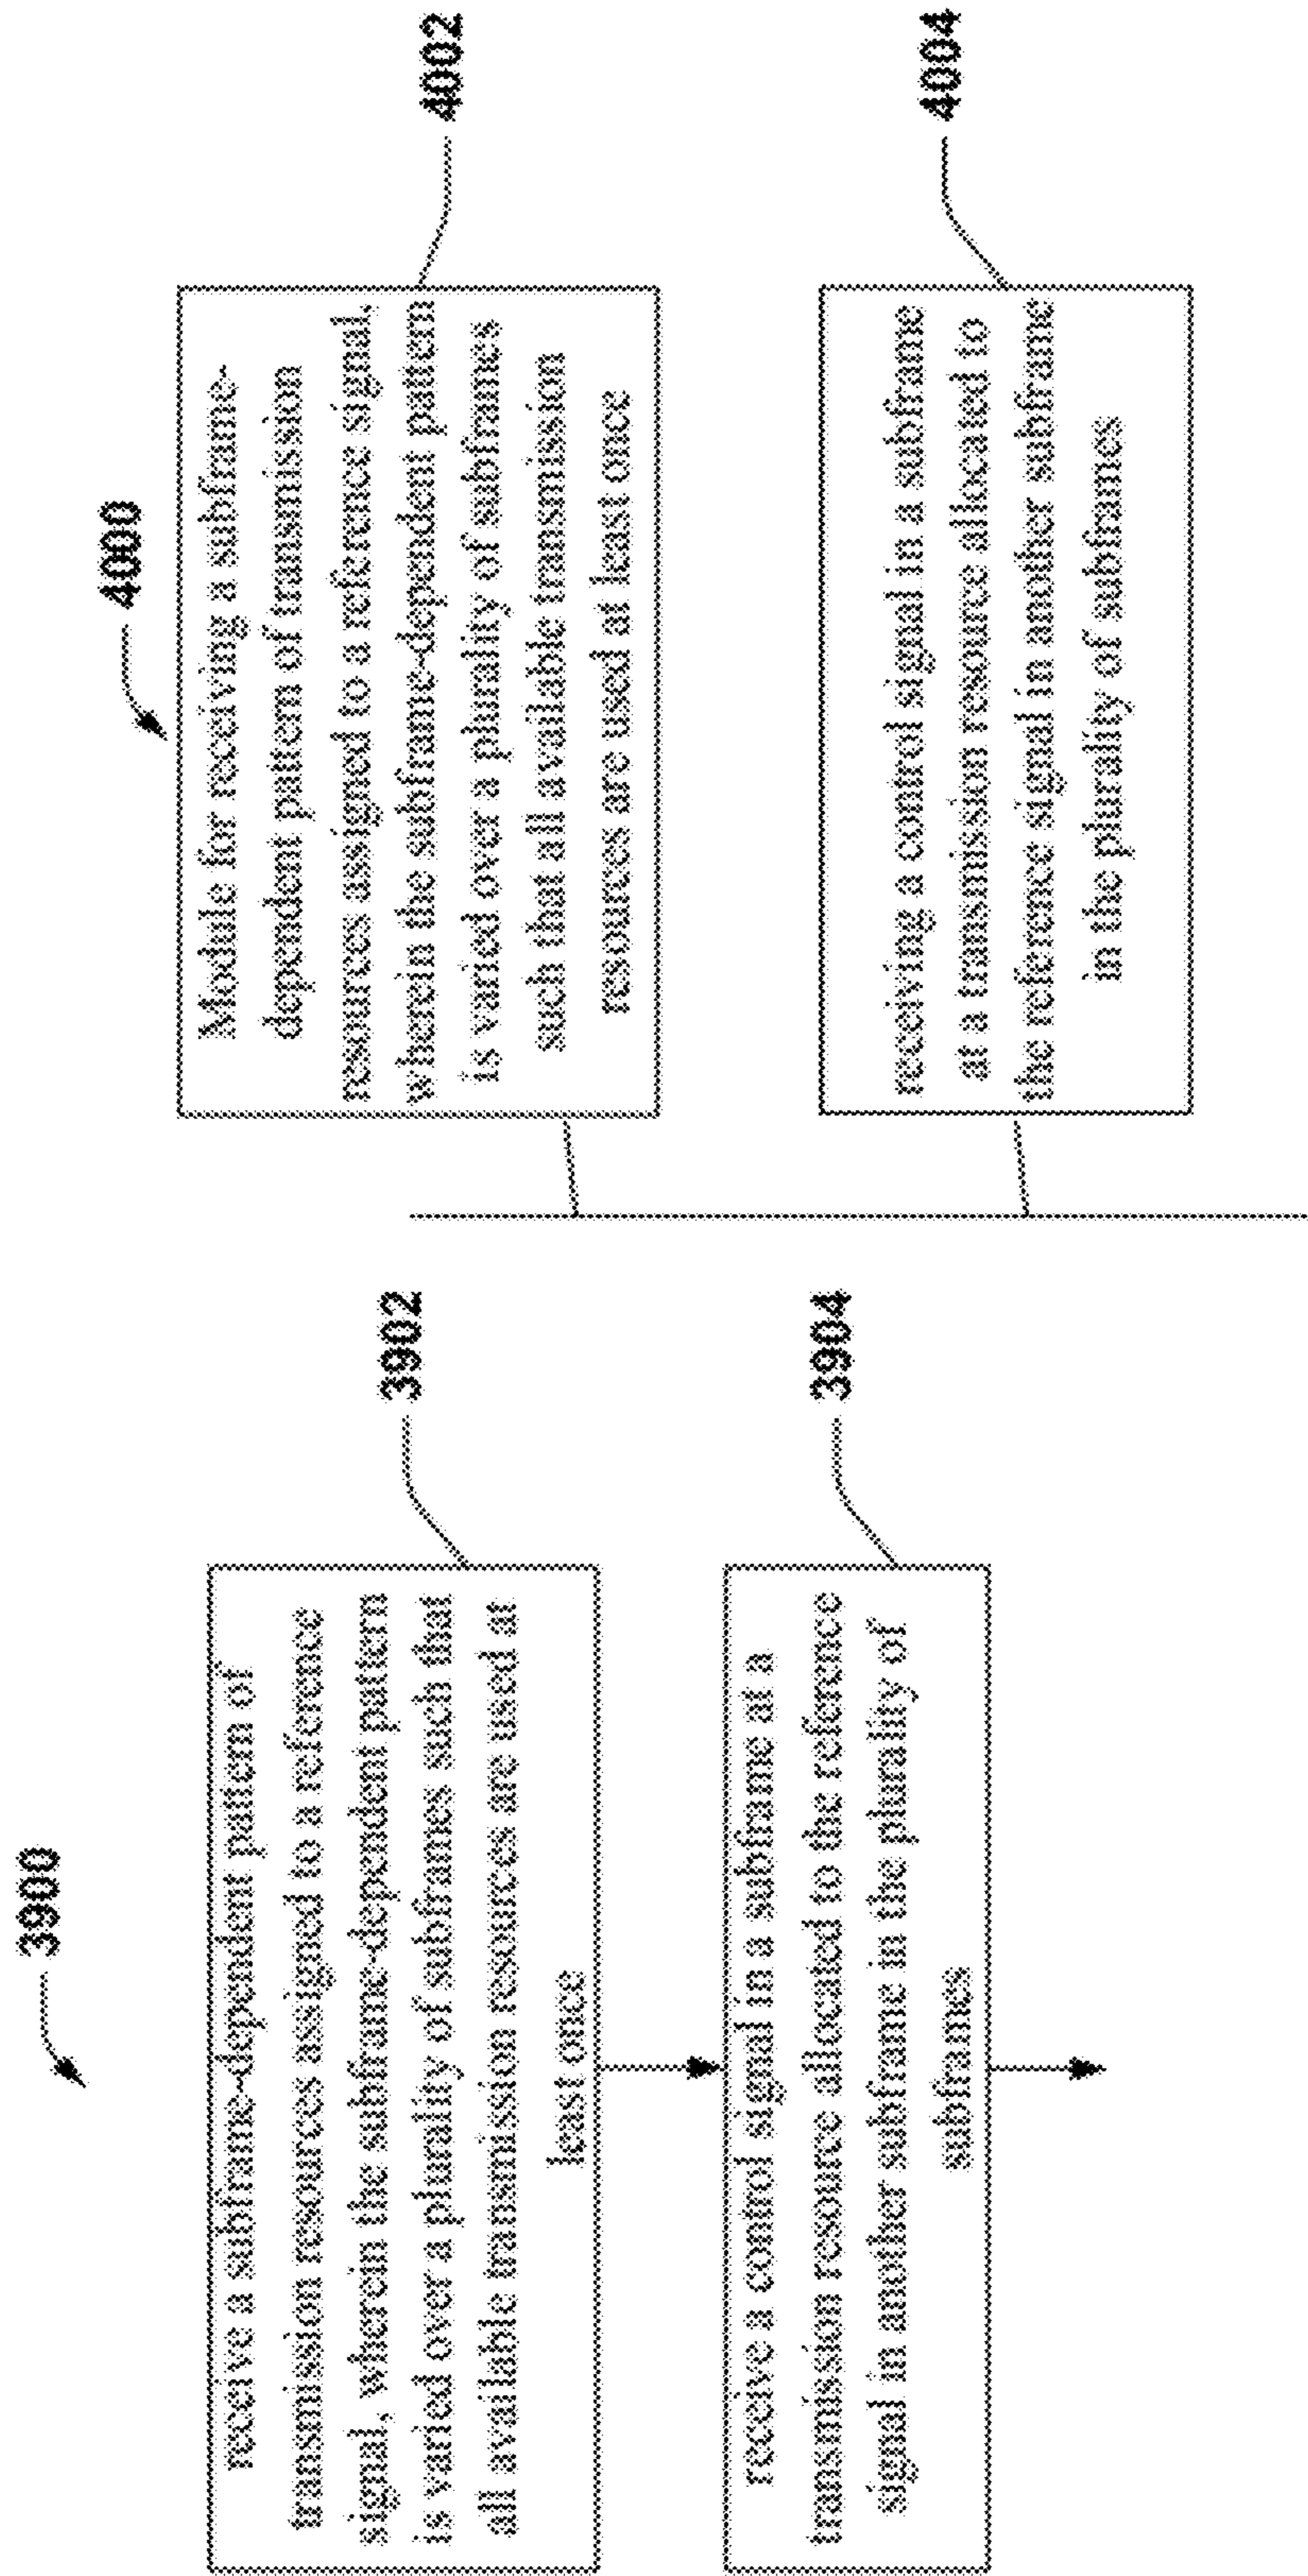 3900
receive a subframe-dependent pattern of
transmission resources assigned to a reference
signal, wherein the subframe-dependent pattern
is varied over a plurality of subframes such that
all available transmission resources are used at
least once
3902
receive a control signal in a subframe at a
transmission resource allocated to the reference
signal in another subframe in the plurality of
subframes
3904
4000
Module for receiving a subframe-
dependent pattern of transmission
resources assigned to a reference signal,
wherein the subframe-dependent pattern
is varied over a plurality of subframes
such that all available transmission
resources are used at least once
4002
receiving a control signal in a subframe
at a transmission resource allocated to
the reference signal in another subframe
in the plurality of subframes
4004